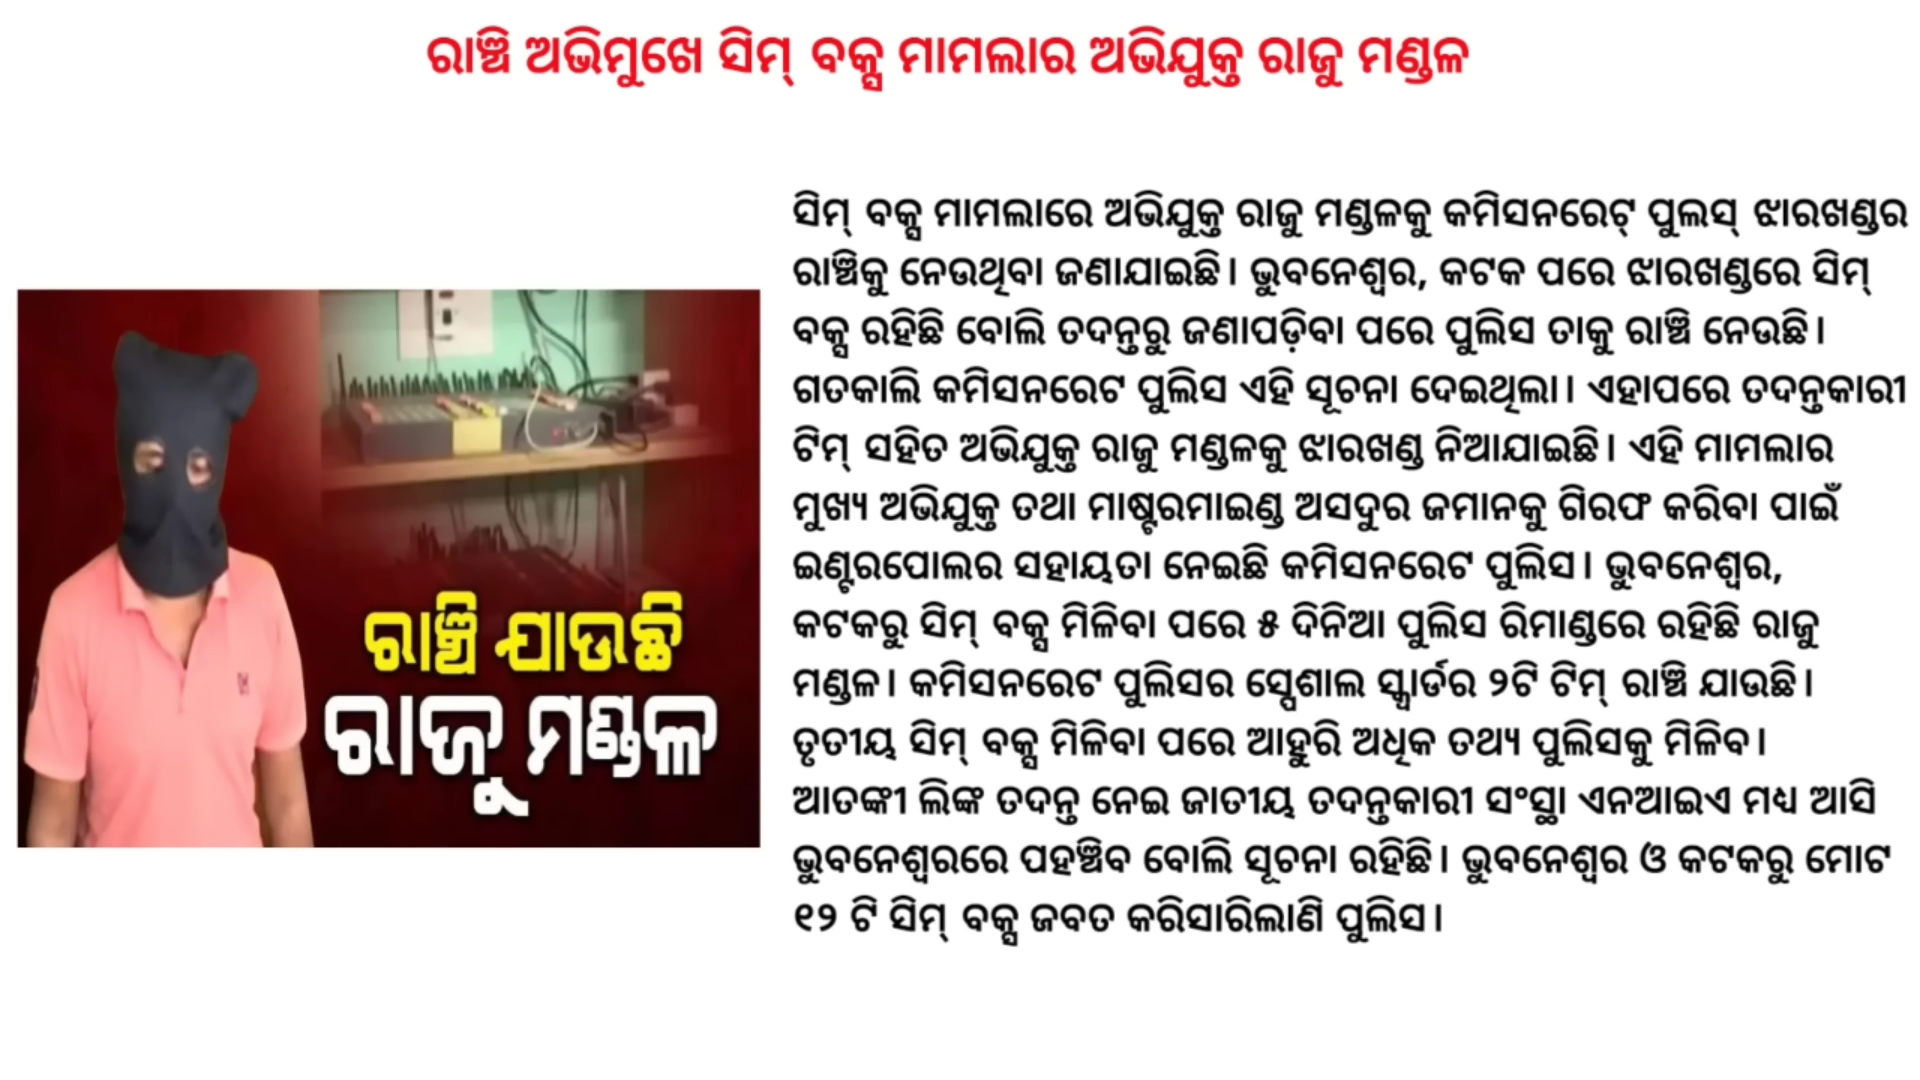 ରାଞ୍ଚି ଅଭିମୁଖେ ସିମ୍ ବକ୍ସ ମାମଲାର ଅଭିଯୁକ୍ତ ରାଜୁ ମଣ୍ଡଳ
ସିମ୍ ବକ୍ସ ମାମଲାରେ ଅଭିଯୁକ୍ତ ରାଜୁ ମଣ୍ଡଳକୁ କମିସନରେଟ୍ ପୁଲସ୍ ଝାରଖଣ୍ଡର
ରାଞ୍ଚିକୁ ନେଉଥିବା ଜଣାଯାଇଛି। ଭୁବନେଶ୍ୱର, କଟକ ପରେ ଝାରଖଣ୍ଡରେ ସିମ୍
ବକ୍ସ ରହିଛି ବୋଲି ତଦନ୍ତରୁ ଜଣାପଡ଼ିବା ପରେ ପୁଲିସ ତାକୁ ରାଞ୍ଚି ନେଉଛି।
ଗତକାଲି କମିସନରେଟ ପୁଲିସ ଏହି ସୂଚନା ଦେଇଥିଲା। ଏହାପରେ ତଦନ୍ତକାରୀ
ଟିମ୍ ସହିତ ଅଭିଯୁକ୍ତ ରାଜୁ ମଣ୍ଡଳକୁ ଝାରଖଣ୍ଡ ନିଆଯାଇଛି। ଏହି ମାମଲାର
ମୁଖ୍ୟ ଅଭିଯୁକ୍ତ ତଥା ମାଷ୍ଟରମାଇଣ୍ଡ ଅସଦୁର ଜମାନକୁ ଗିରଫ କରିବା ପାଇଁ
ଇଣ୍ଟରପୋଲର ସହାୟତା ନେଇଛି କମିସନରେଟ ପୁଲିସ। ଭୁବନେଶ୍ୱର,
କଟକରୁ ସିମ୍ ବକ୍ସ ମିଳିବା ପରେ ୫ ଦିନିଆ ପୁଲିସ ରିମାଣ୍ଡରେ ରହିଛି ରାଜୁ
ମଣ୍ଡଳ। କମିସନରେଟ ପୁଲିସର ସ୍ପେଶାଲ ସ୍କ୍ୱାର୍ଡର ୨ଟି ଟିମ୍ ରାଞ୍ଚି ଯାଉଛି।
ତୃତୀୟ ସିମ୍ ବକ୍ସ ମିଳିବା ପରେ ଆହୁରି ଅଧିକ ତଥ୍ୟ ପୁଲିସକୁ ମିଳିବ।
ଆତଙ୍କୀ ଲିଙ୍କ ତଦନ୍ତ ନେଇ ଜାତୀୟ ତଦନ୍ତକାରୀ ସଂସ୍ଥା ଏନଆଇଏ ମଧ୍ୟ ଆସି
ଭୁବନେଶ୍ୱରରେ ପହଞ୍ଚିବ ବୋଲି ସୂଚନା ରହିଛି। ଭୁବନେଶ୍ୱର ଓ କଟକରୁ ମୋଟ
୧୨ ଟି ସିମ୍ ବକ୍ସ ଜବତ କରିସାରିଲାଣି ପୁଲିସ।
ରାଞ୍ଚି ଯାଉଛି
ରାଜୁ ମଣ୍ଡଳ